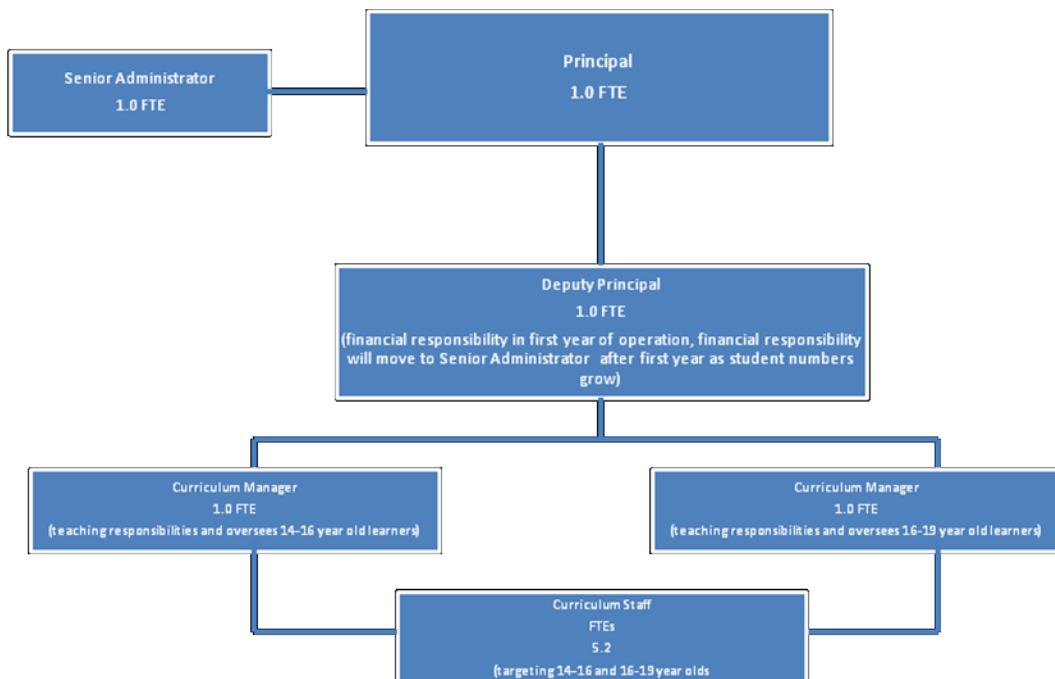 Principal
1.0 FTE
Senior Administrator
1.0 FTE
Deputy Principal
1.0 FTE
(financial responsibility in first year of operation, financial responsibility
will move to Senior Administrator after first year as student numbers
grow)
Curriculum Manager
1.0 FTE
(teaching responsibilities and oversees 14-16 year old learners)
Curriculum Manager
1.0 FTE
(teaching responsibilities and oversees 16-19 year old learners)
Curriculum Staff
FTEs
5.2
(targeting 14-16 and 16-19 year olds